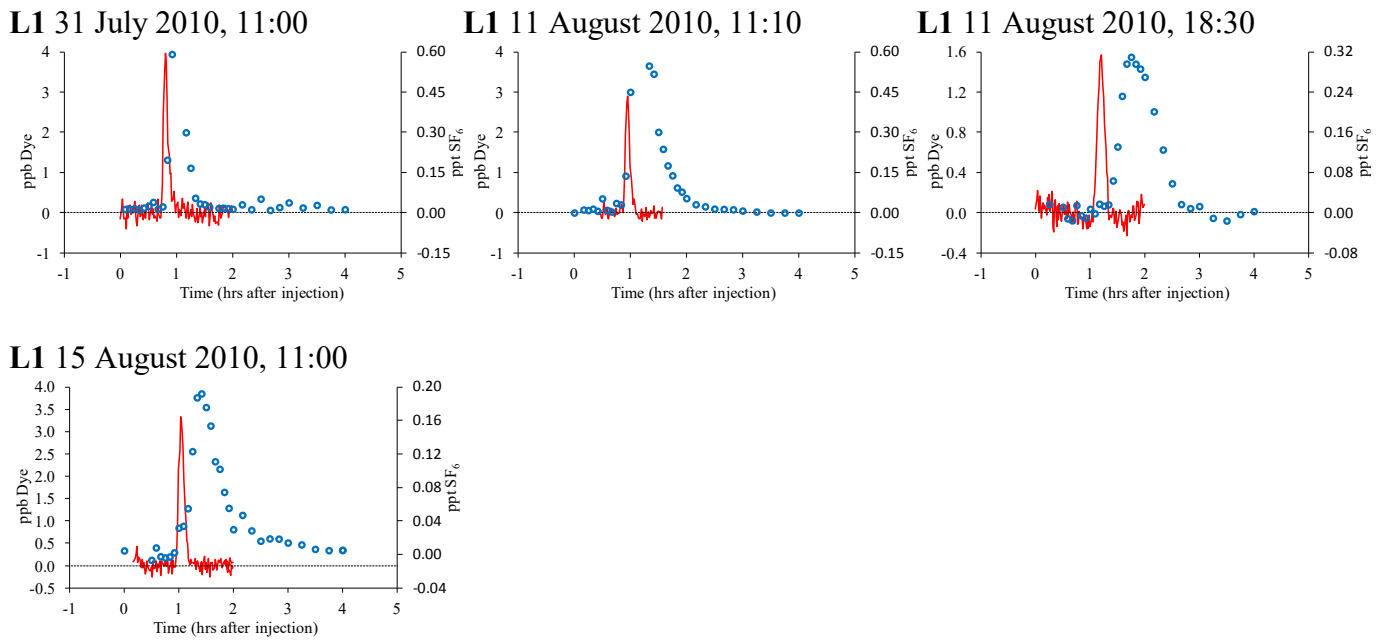 L1 31 July 2010, 11:00
4
3
2
1
0
-1
ppb Dye
0.60
0.45
0.30
0.15
0.00
-0.15
ppt SF6
-1 0 1 2 3 4 5
Time (hrs after injection)
L1 11 August 2010, 11:10
4
3
2
1
0
-1
ppb Dye
0.60
0.45
0.30
0.15
0.00
-0.15
ppt SF6
-1 0 1 2 3 4 5
Time (hrs after injection)
L1 11 August 2010, 18:30
1.6
1.2
0.8
0.4
0.0
-0.4
ppb Dye
0.32
0.24
0.16
0.08
0.00
-0.08
ppt SF6
-1 0 1 2 3 4 5
Time (hrs after injection)
L1 15 August 2010, 11:00
4.0
3.5
3.0
2.5
2.0
1.5
1.0
0.5
0.0
-0.5
ppb Dye
0.20
0.16
0.12
0.08
0.04
0.00
-0.04
ppt SF6
-1 0 1 2 3 4 5
Time (hrs after injection)